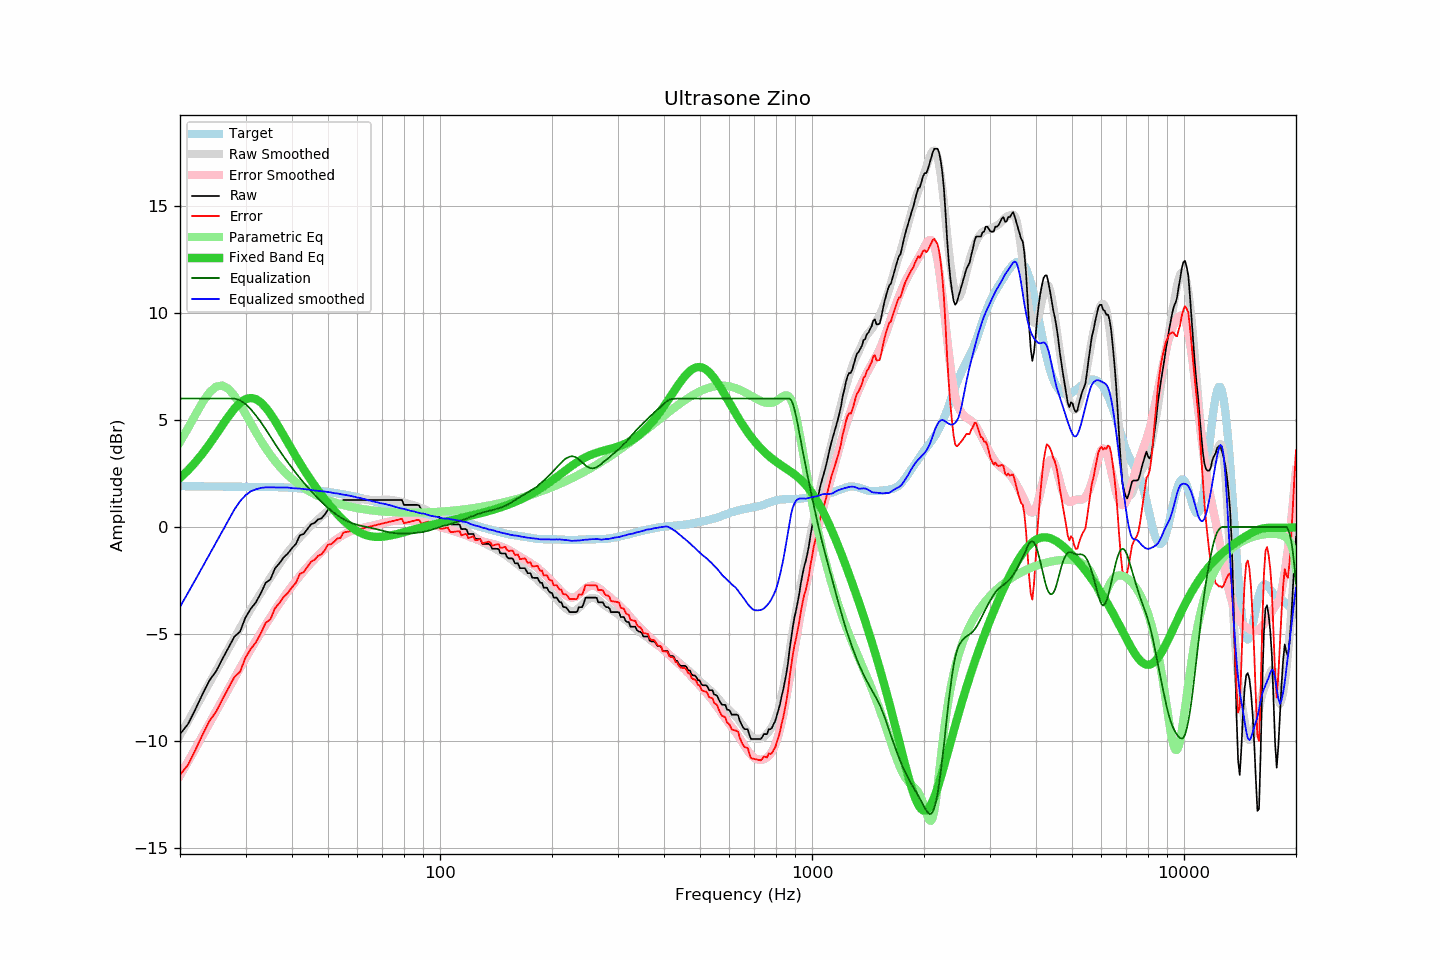 Ultrasone Zino
Target
Raw Smoothed
Error Smoothed
Raw
Error
Parametric Eq
Fixed Band Eq
Equalization
Equalized smoothed
15
10
5
0
−5
−10
−15
Amplitude (dBr)
100
1000
10000
Frequency (Hz)